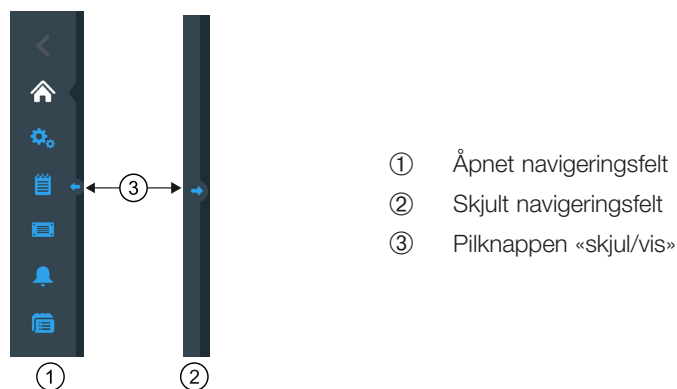 ③
① ②
① Åpnet navigeringsfelt
② Skjult navigeringsfelt
③ Pilknappen «skjul/vis»